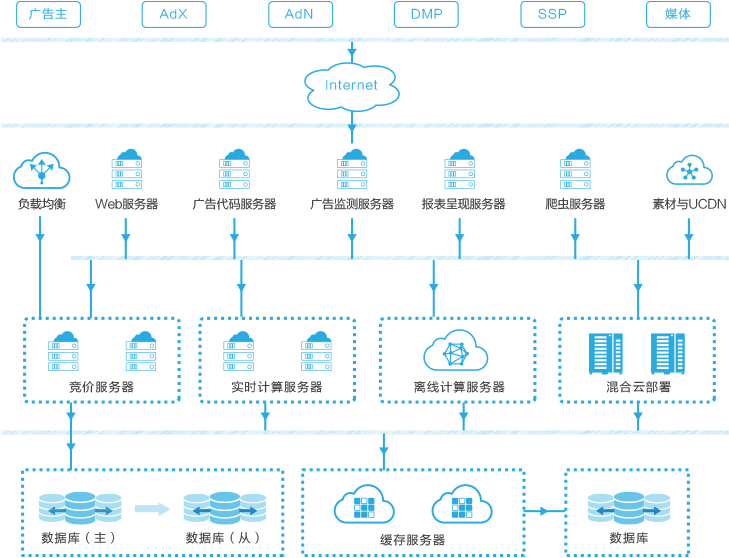 广告主
AdX
AdN
DMP
SSP
媒体
Internet
负载均衡
Web服务器
广告代码服务器
广告监测服务器
报表呈现服务器
爬虫服务器
素材与UCDN
竞价服务器
实时计算服务器
离线计算服务器
混合云部署
数据库（主）
数据库（从）
缓存服务器
数据库